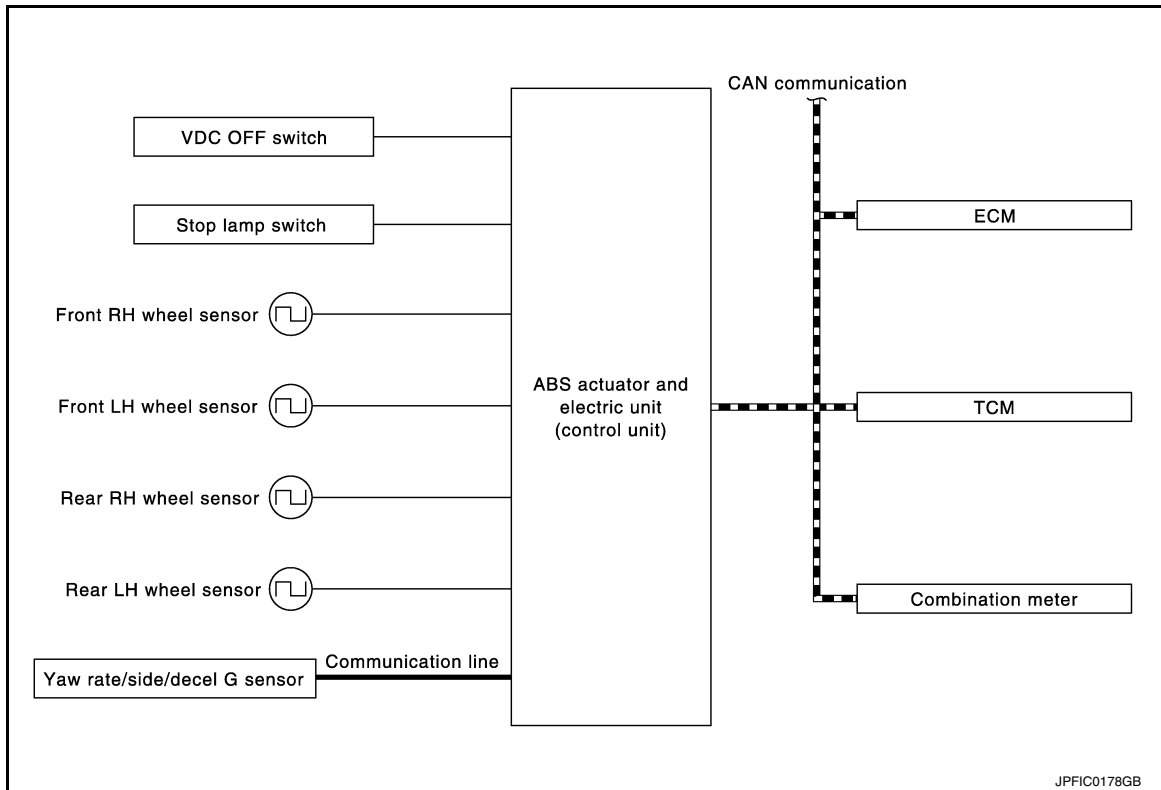 CAN communication
VDC OFF switch
Stop lamp switch
Front RH wheel sensor
Front LH wheel sensor
Rear RH wheel sensor
Rear LH wheel sensor
Yaw rate/side/decel G sensor
Communication line
ABS actuator and
electric unit
(control unit)
ECM
TCM
Combination meter
JPFIC0178GB